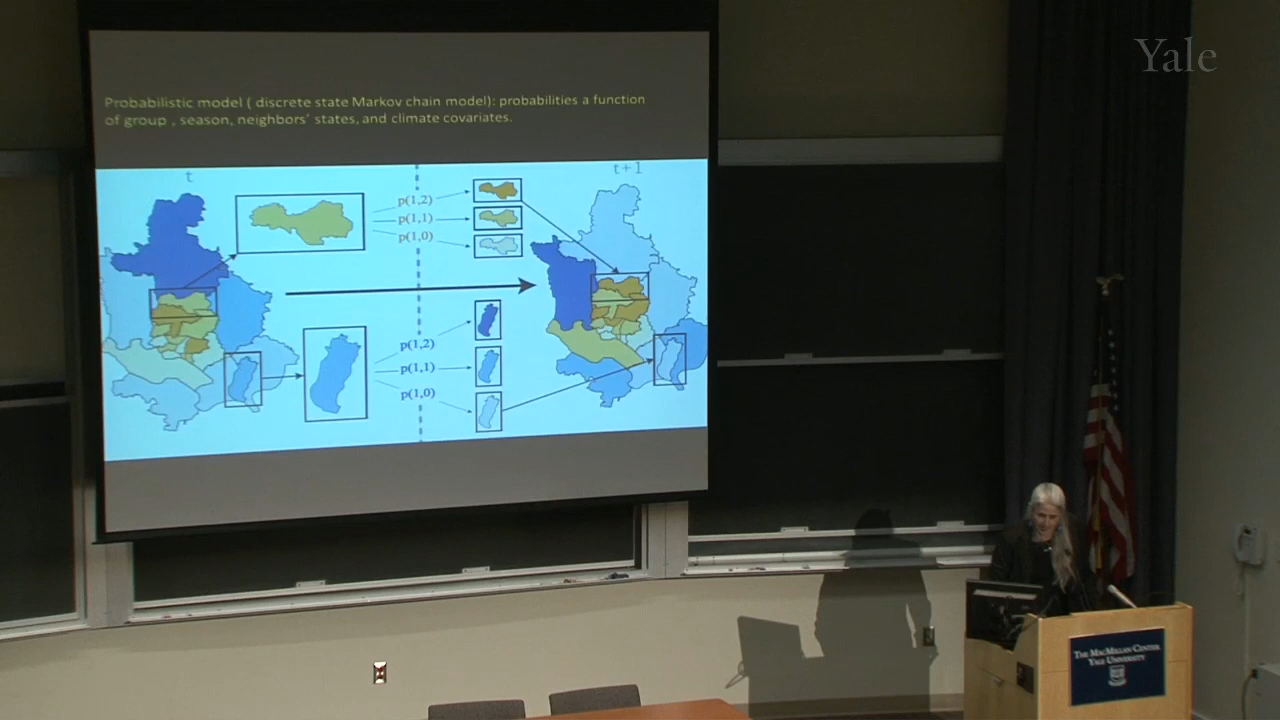 Yale
Probabilistic model ( discrete state Markov chain model): probabilities a function
of group , season, neighbors' states, and climate covariates.
t
t+1
p(1,2)
p(1,1)
p(1,0)
p(1,2)
p(1,1)
p(1,0)
THE MACMILLAN CENTER
YALE UNIVERSITY